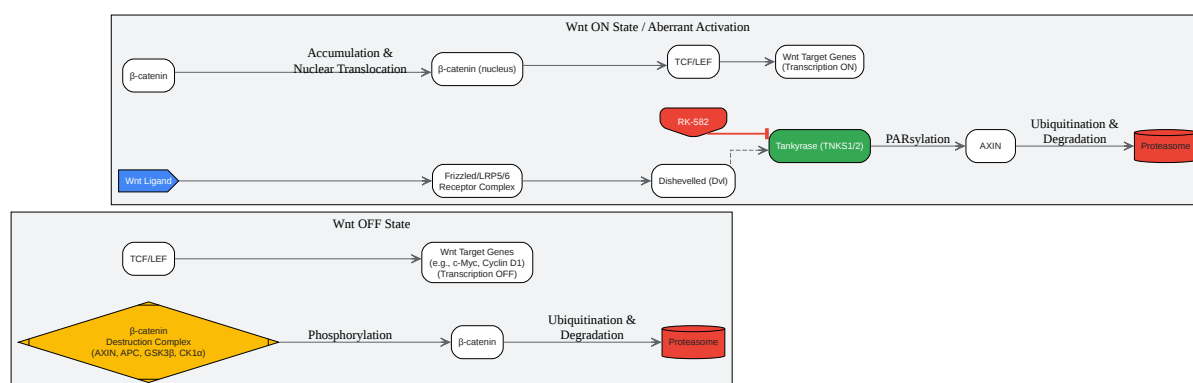 Wnt ON State / Aberrant Activation
β-catenin
Accumulation &
Nuclear Translocation
β-catenin (nucleus)
TCF/LEF
Wnt Target Genes
(Transcription ON)
RK-582
Tankyrase (TNKS1/2)
PARsylation
AXIN
Ubiquitination &
Degradation
Proteasome
Wnt Ligand
Frizzled/LRP5/6
Receptor Complex
Dishevelled (Dvl)
Wnt OFF State
TCF/LEF
Wnt Target Genes
(e.g., c-Myc, Cyclin D1)
(Transcription OFF)
β-catenin
Destruction Complex
(AXIN, APC, GSK3β, CK1α)
Phosphorylation
β-catenin
Ubiquitination &
Degradation
Proteasome